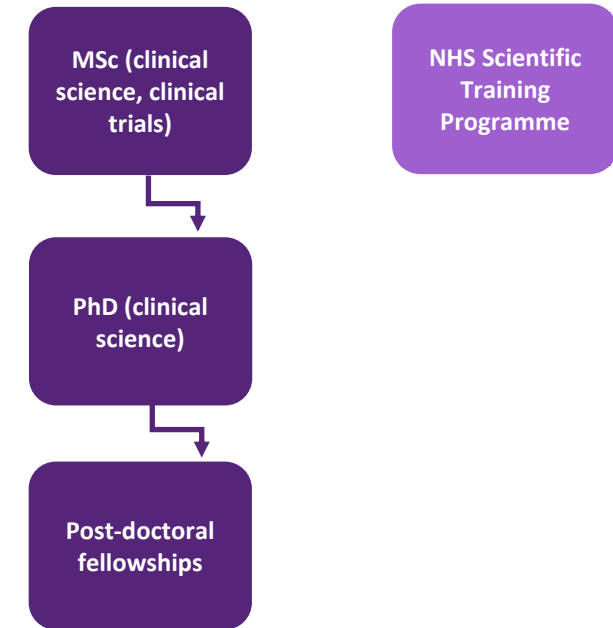 MSc (clinical
science, clinical
trials)
NHS Scientific
Training
Programme
PhD (clinical
science)
Post-doctoral
fellowships